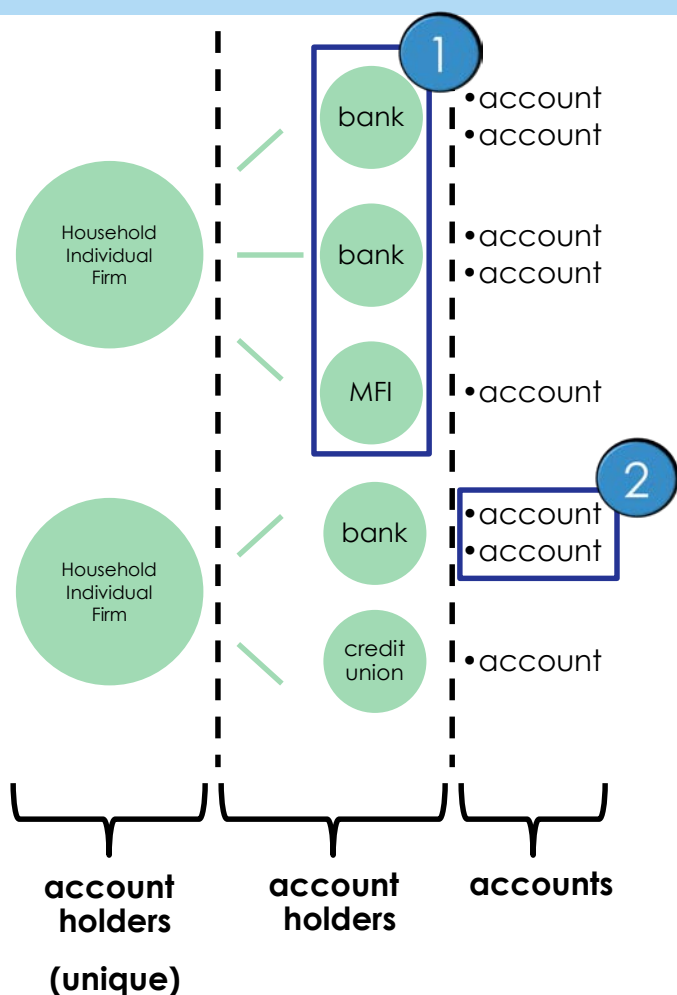 1
bank
•account
•account
Household
Individual
Firm
bank
•account
•account
MFI
•account
2
bank
•account
•account
Household
Individual
Firm
credit
union
•account
account
holders
(unique)
account
holders
accounts